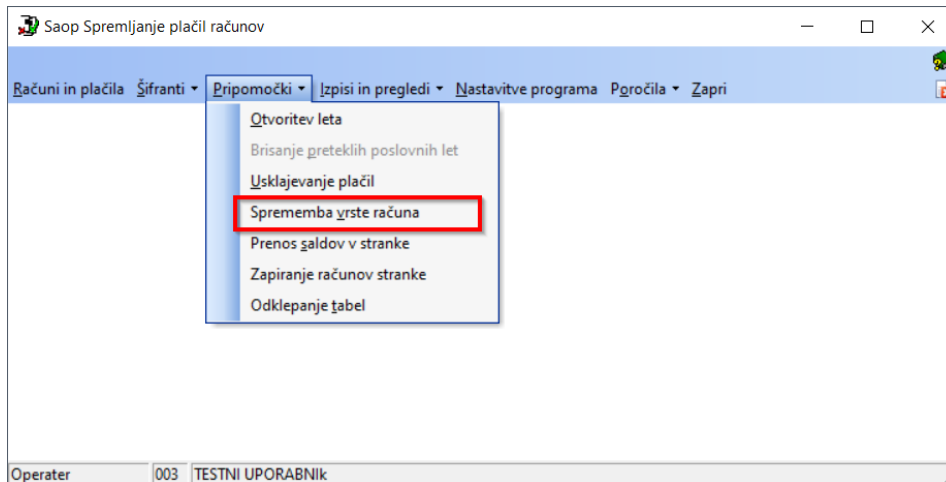 Saop Spremljanje plačil računov
Računi in plačila Šifranti Pripomočki Izpisi in pregledi Nastavitve programa Poročila Zapri
Otvoritev leta
Brisanje preteklih poslovnih let
Usklajevanje plačil
Sprememba vrste računa
Prenos saldov v stranke
Zapiranje računov stranke
Odklepanje tabel
Operater 003 TESTNI UPORABNIk